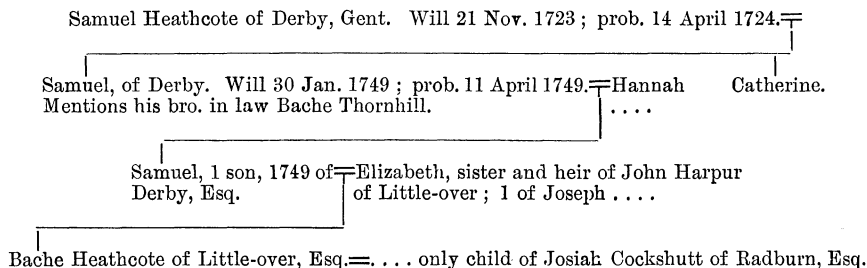 Samuel Heathcote of Derby, Gent. Will 21 Nov. 1723 ; prob. 14 April 1724.=
Samuel, of Derby. Will 30 Jan. 1749 ; prob. 11 April 1749.=Hannah Catherine.
Mentions his bro. in law Bache Thornhill. . . . .
Samuel, 1 son, 1749 of=Elizabeth, sister and heir of John Harpur
Derby, Esq. of Little-over ; 1 of Joseph . . . .
Bache Heathcote of Little-over, Esq.=. . . . only child of Josiah Cockshutt of Radburn, Esq.